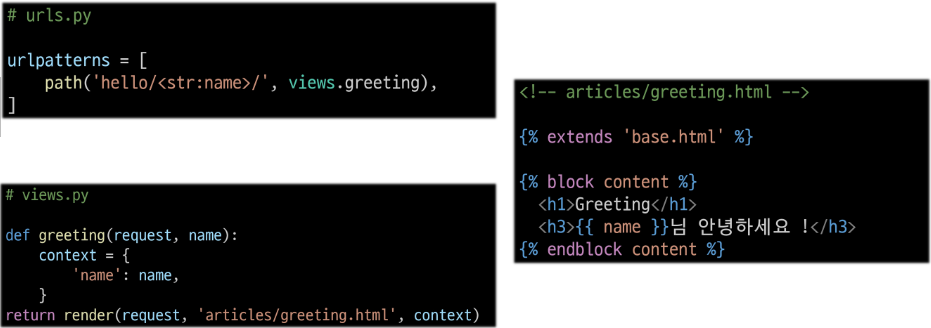 # urls.py
urlpatterns = [
    path('hello/<str:name>/', views.greeting),
]
# views.py
def greeting(request, name):
    context = {
        'name': name,
    }
return render(request, 'articles/greeting.html', context)
<!-- articles/greeting.html -->
{% extends 'base.html' %}
{% block content %}
  <h1>Greeting</h1>
  <h3>{{ name }}님 안녕하세요 !</h3>
{% endblock content %}